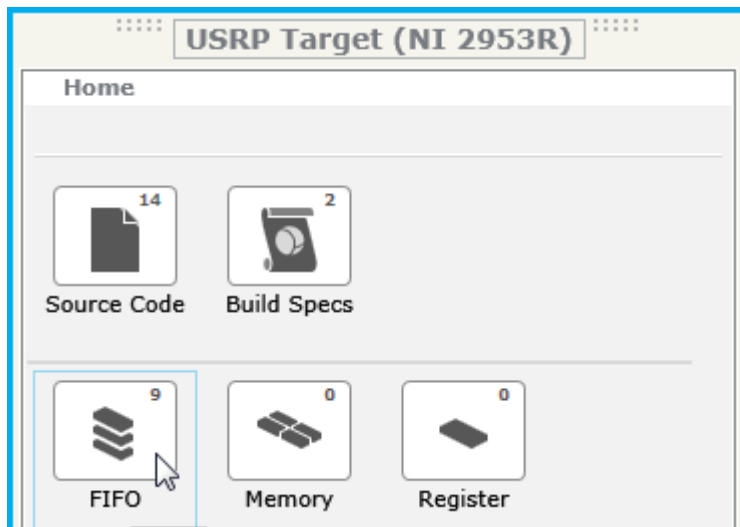 USRP Target (NI 2953R)
Home
14
2
Source Code
Build Specs
9
0
0
FIFO
Memory
Register